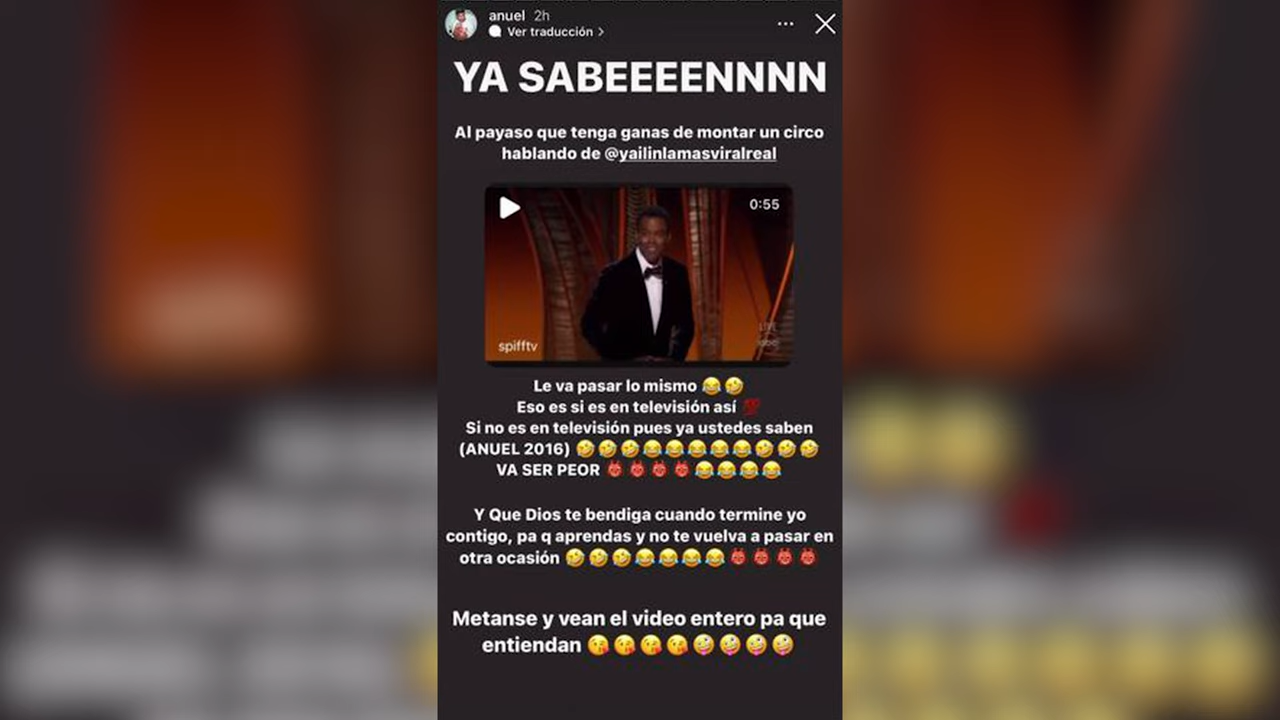 anuel 2h
Ver traducción >
YA SABEEEENNNN
Al payaso que tenga ganas de montar un circo
hablando de @yailinlamasviralreal
0:55
LIVE
abc
spifftv
Le va pasar lo mismo 😂🤣
Eso es si es en televisión así 💯
Si no es en televisión pues ya ustedes saben
(ANUEL 2016) 🤣🤣🤣😂😂😂😂😂🤣🤣🤣
VA SER PEOR 👹👹👹👹😂😂😂😂
Y Que Dios te bendiga cuando termine yo
contigo, pa q aprendas y no te vuelva a pasar en
otra ocasión 🤣🤣🤣😂😂😂😂👹👹👹👹
Metanse y vean el video entero pa que
entiendan 😘😘😘😘🤪🤪🤪🤪